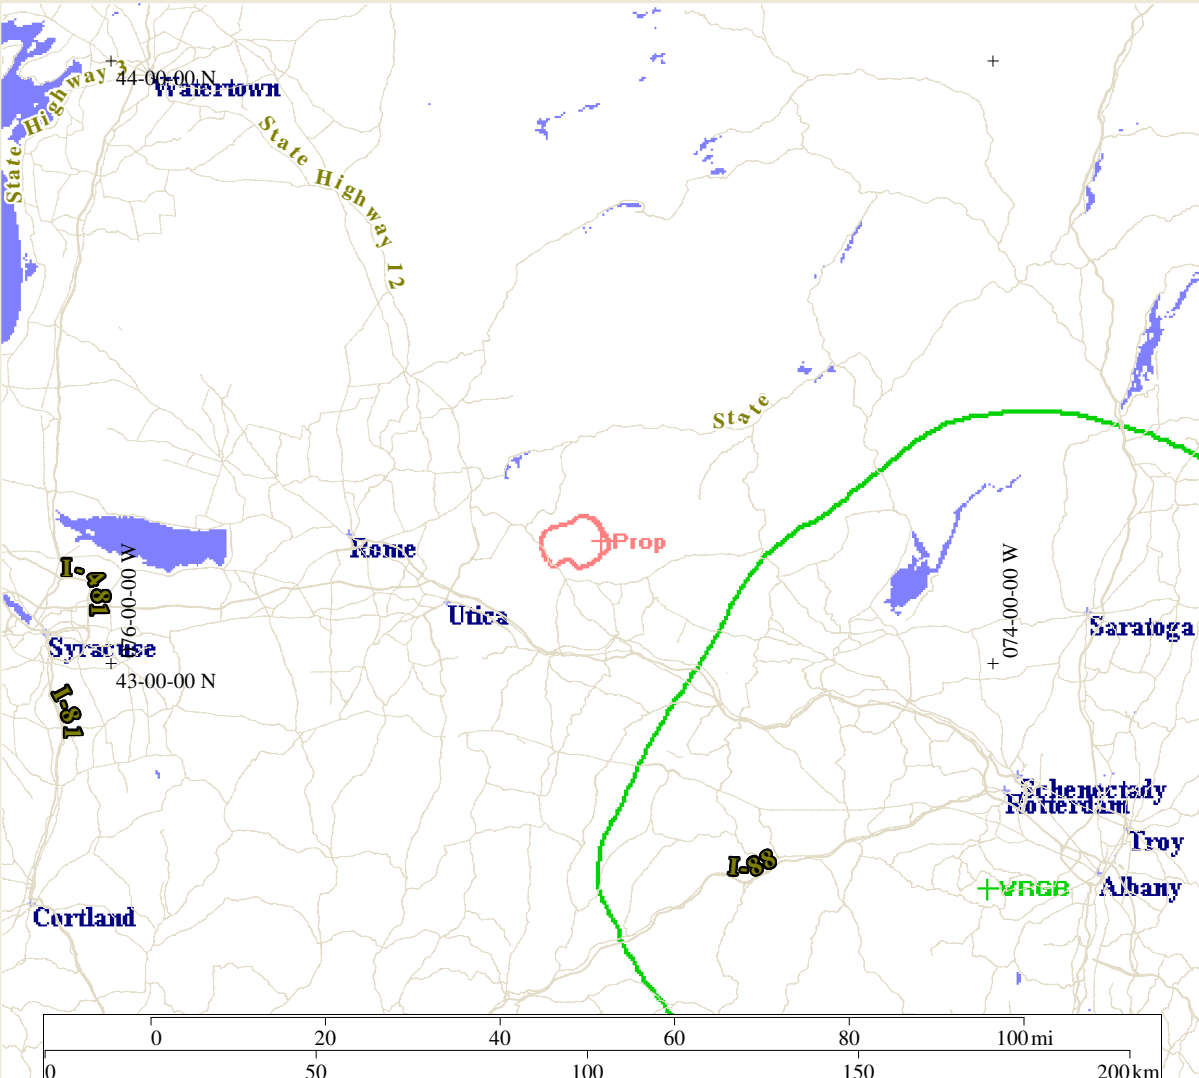 44-00-00 N
Watertown
State Highway 3
State Highway 12
State
Prop
Rome
I-481
Utica
076-00-00 W
074-00-00 W
Saratoga
Syracuse
43-00-00 N
I-81
Schenectady
Rotterdam
Troy
I-88
VRGB
Albany
Cortland
0 20 40 60 80 100 mi
0 50 100 150 200 km